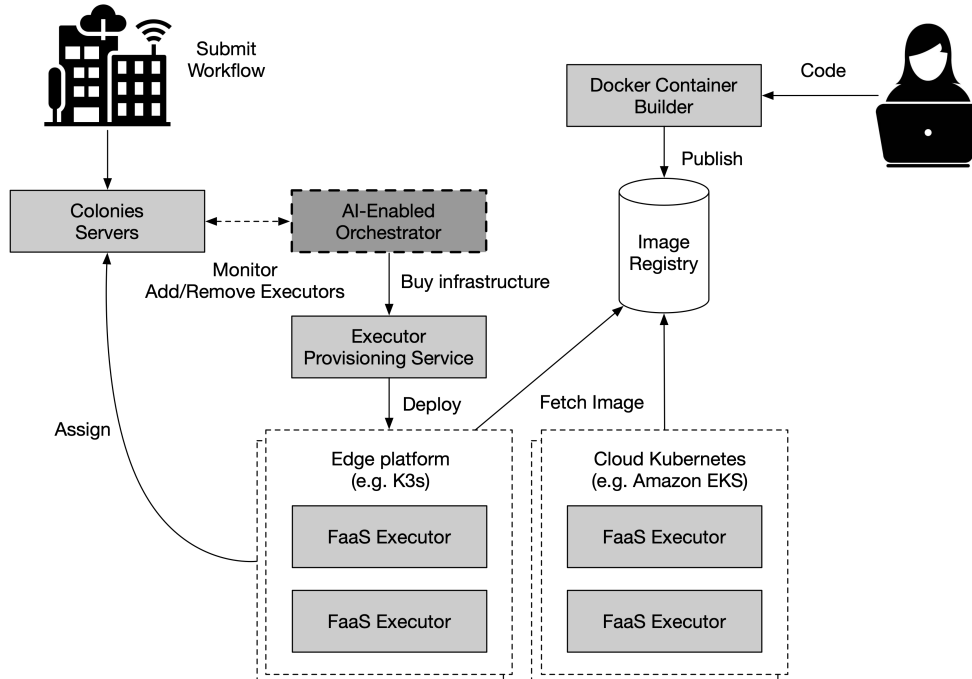 Submit
Workflow
Code
Docker Container
Builder
Publish
Colonies
Servers
AI-Enabled
Orchestrator
Image
Registry
Monitor
Add/Remove Executors
Buy infrastructure
Executor
Provisioning Service
Deploy
Fetch Image
Assign
Edge platform
(e.g. K3s)
Cloud Kubernetes
(e.g. Amazon EKS)
FaaS Executor
FaaS Executor
FaaS Executor
FaaS Executor